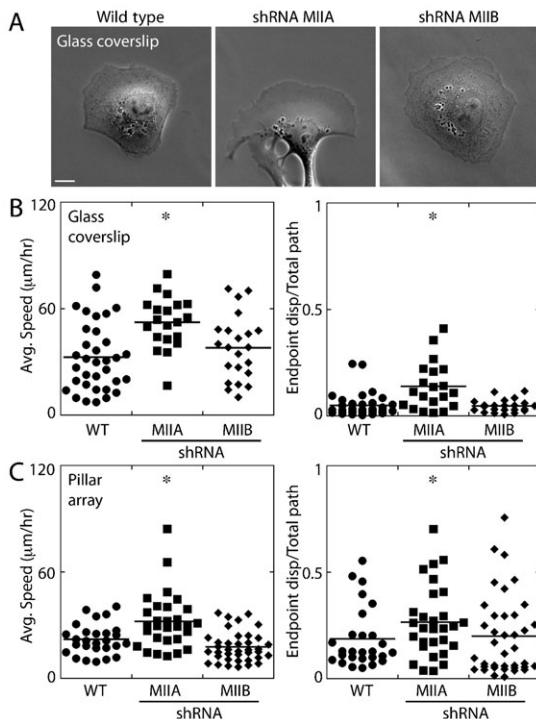 A
Wild type
shRNA MIIA
shRNA MIIB
Glass coverslip
B
120
60
0
Avg. Speed (μm/hr)
Glass
coverslip
*
WT
MIIA
MIIB
shRNA
1
0.5
0
Endpoint disp/Total path
*
WT
MIIA
MIIB
shRNA
C
120
60
0
Avg. Speed (μm/hr)
Pillar
array
*
WT
MIIA
MIIB
shRNA
1
0.5
0
Endpoint disp/Total path
*
WT
MIIA
MIIB
shRNA